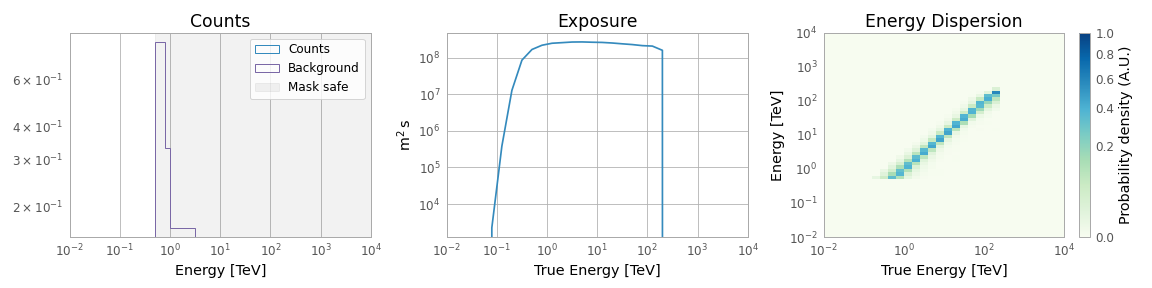 Counts
6 × 10⁻¹
4 × 10⁻¹
3 × 10⁻¹
2 × 10⁻¹
Counts
Background
Mask safe
10⁻² 10⁻¹ 10⁰ 10¹ 10² 10³ 10⁴
Energy [TeV]
Exposure
m² s
10⁸
10⁷
10⁶
10⁵
10⁴
10⁻² 10⁻¹ 10⁰ 10¹ 10² 10³ 10⁴
True Energy [TeV]
Energy Dispersion
Energy [TeV]
10⁴
10³
10²
10¹
10⁰
10⁻¹
10⁻²
10⁻² 10⁰ 10² 10⁴
True Energy [TeV]
1.0
0.8
0.6
0.4
0.2
0.0
Probability density (A.U.)